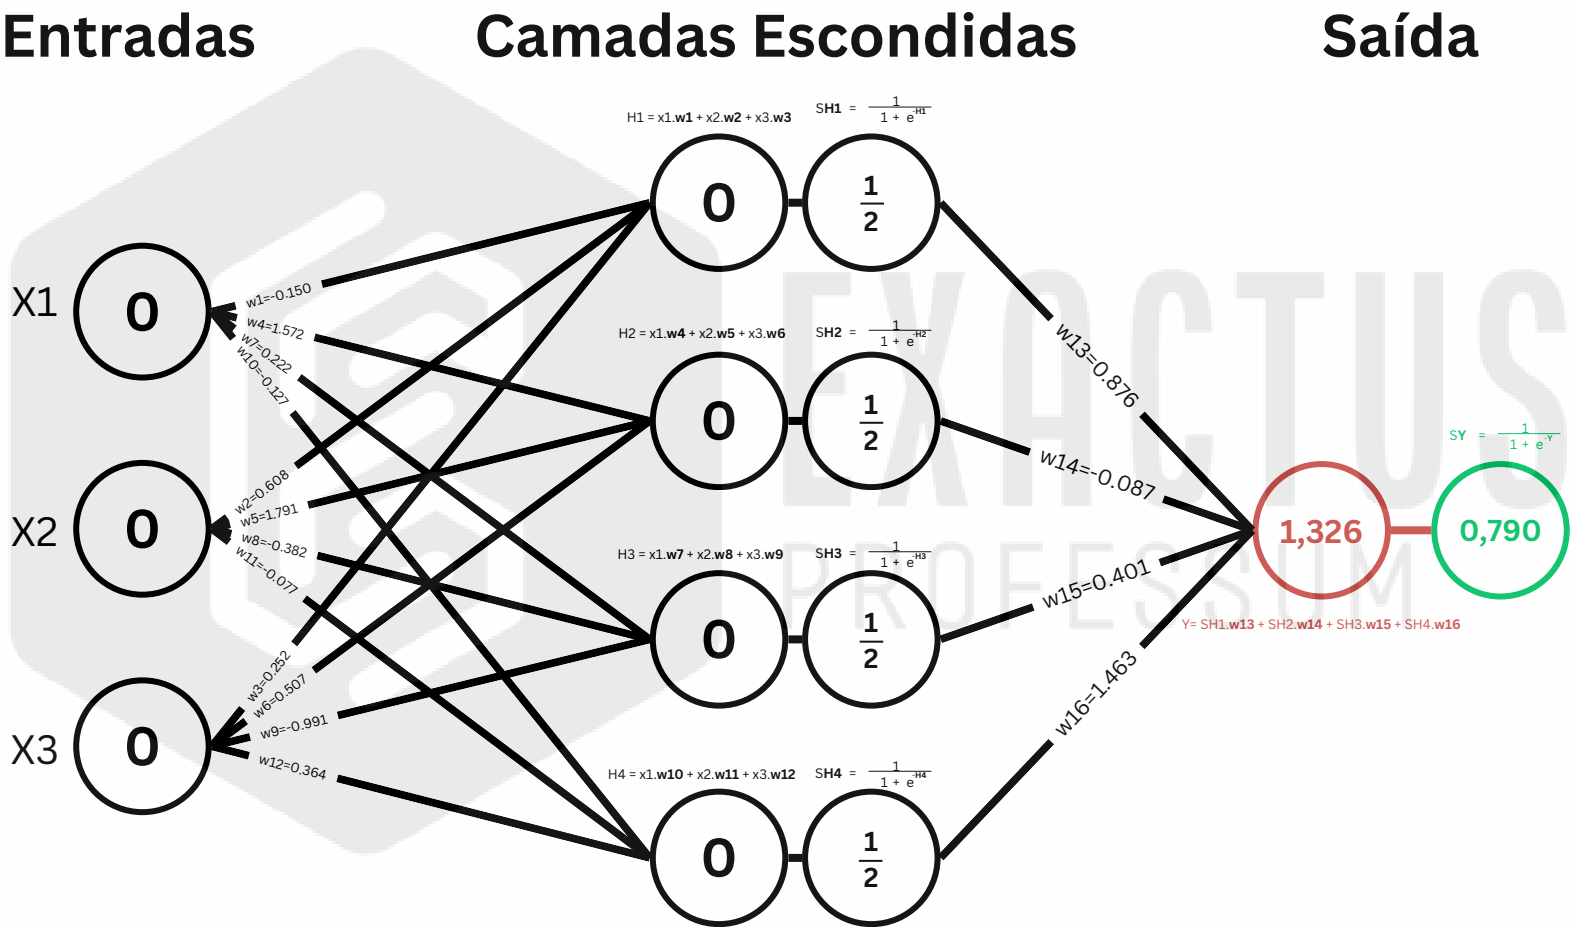 Entradas
Camadas Escondidas
Saída
H1 = x1.w1 + x2.w2 + x3.w3
SH1 = 1 / 1 + e^-H1
0
1/2
X1
0
w1=-0.150
w4=1.572
w7=0.222
w10=-0.127
H2 = x1.w4 + x2.w5 + x3.w6
SH2 = 1 / 1 + e^-H2
0
1/2
w13=0.876
w14=-0.087
w15=0.401
w16=1.463
X2
0
w2=0.608
w5=1.791
w8=-0.382
w11=-0.077
H3 = x1.w7 + x2.w8 + x3.w9
SH3 = 1 / 1 + e^-H3
0
1/2
SY = 1 / 1 + e^-Y
1,326
0,790
Y= SH1.w13 + SH2.w14 + SH3.w15 + SH4.w16
X3
0
w3=0.252
w6=0.507
w9=-0.991
w12=0.364
H4 = x1.w10 + x2.w11 + x3.w12
SH4 = 1 / 1 + e^-H4
0
1/2
EXACTUS
PROFESSUM